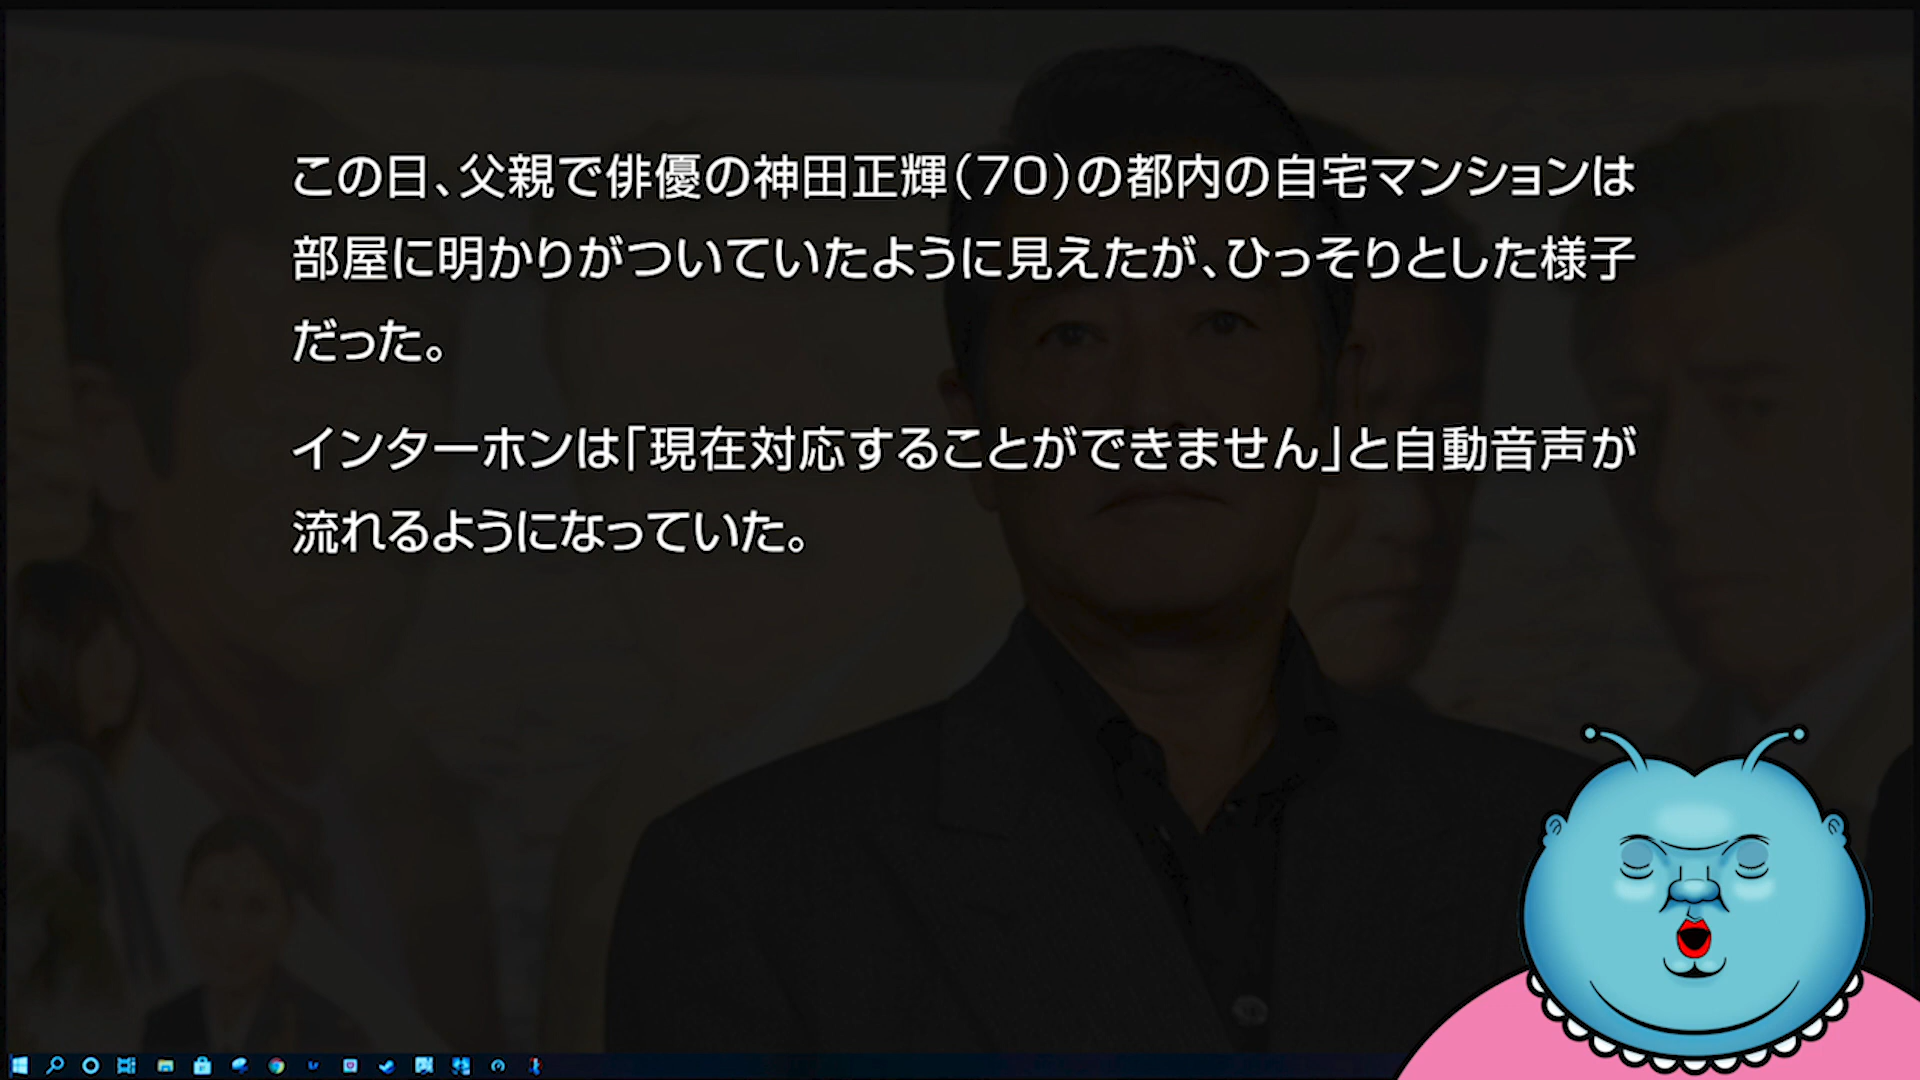 この日、父親で俳優の神田正輝（70）の都内の自宅マンションは
部屋に明かりがついていたように見えたが、ひっそりとした様子
だった。
インターホンは「現在対応することができません」と自動音声が
流れるようになっていた。